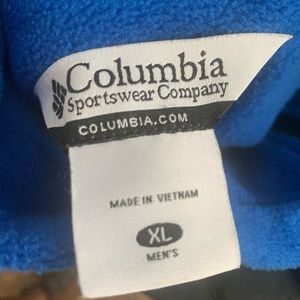 Columbia
Sportswear Company
COLUMBIA.COM
MADE IN VIETNAM
XL
MEN'S